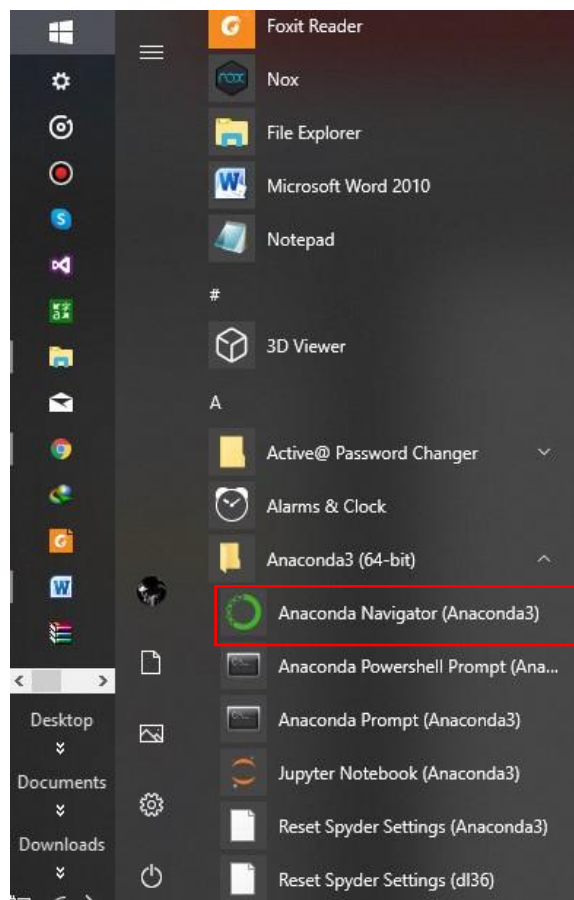 Foxit Reader
Nox
File Explorer
Microsoft Word 2010
Notepad
#
3D Viewer
A
Active@ Password Changer
Alarms & Clock
Anaconda3 (64-bit)
Anaconda Navigator (Anaconda3)
Anaconda Powershell Prompt (Ana...
Anaconda Prompt (Anaconda3)
Jupyter Notebook (Anaconda3)
Reset Spyder Settings (Anaconda3)
Reset Spyder Settings (dl36)
Desktop
Documents
Downloads